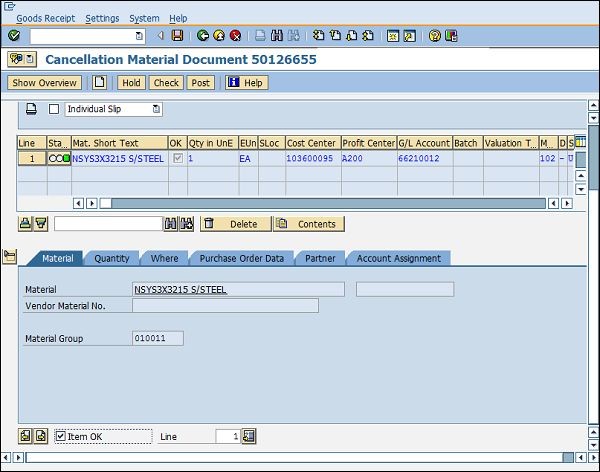 Goods Receipt Settings System Help
Cancellation Material Document 50126655
Show Overview Hold Check Post Help
Individual Slip
Line Sta... Mat. Short Text OK Qty in UnE EUn SLoc Cost Center Profit Center G/L Account Batch Valuation T... M... D S
1 NSYS3X3215 S/STEEL 1 EA 103600095 A200 66210012 102 - U
Delete Contents
Material Quantity Where Purchase Order Data Partner Account Assignment
Material NSYS3X3215 S/STEEL
Vendor Material No.
Material Group 010011
Item OK Line 1